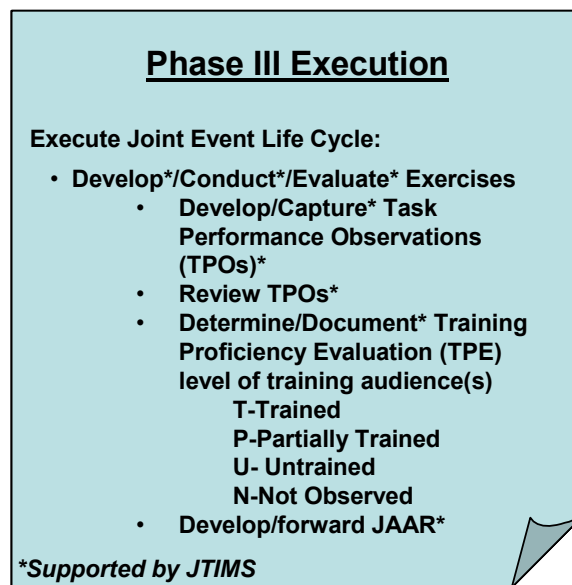 Phase III Execution
Execute Joint Event Life Cycle:
• Develop*/Conduct*/Evaluate* Exercises
• Develop/Capture* Task
Performance Observations
(TPOs)*
• Review TPOs*
• Determine/Document* Training
Proficiency Evaluation (TPE)
level of training audience(s)
T-Trained
P-Partially Trained
U- Untrained
N-Not Observed
• Develop/forward JAAR*
*Supported by JTIMS